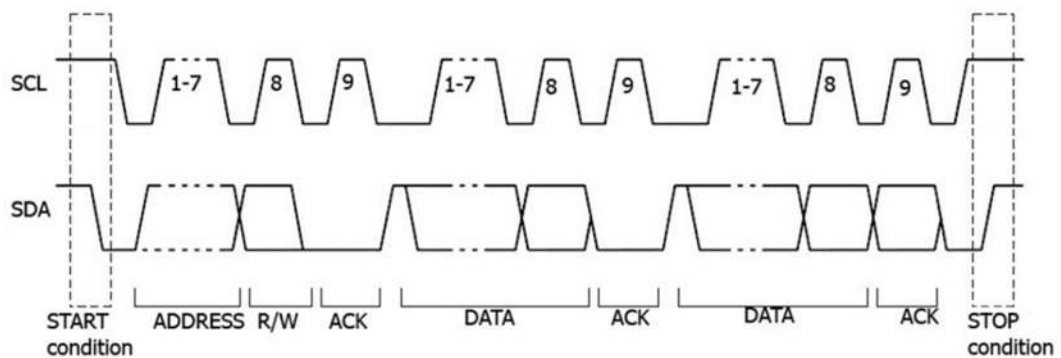 SCL 1-7 8 9 1-7 8 9 1-7 8 9
SDA
START condition ADDRESS R/W ACK DATA ACK DATA ACK STOP condition